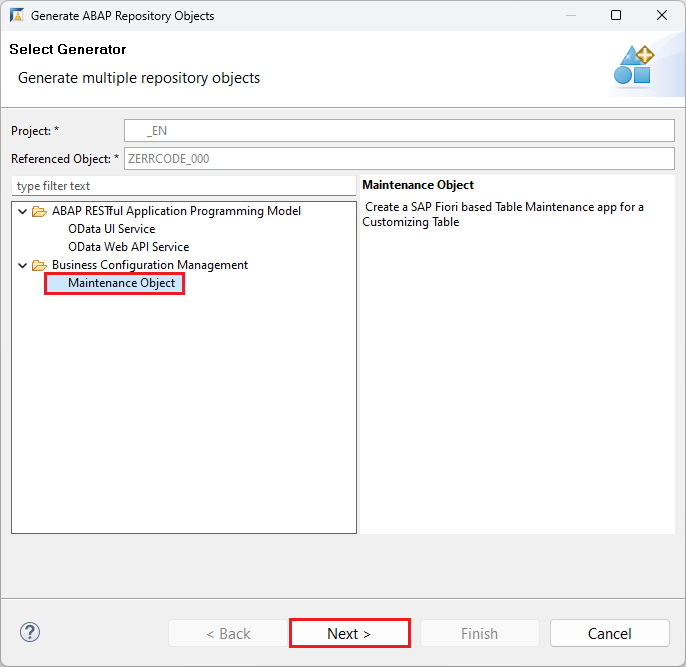 Generate ABAP Repository Objects
Select Generator
Generate multiple repository objects
Project: *
_EN
Referenced Object: *
ZERRCODE_000
type filter text
ABAP RESTful Application Programming Model
OData UI Service
OData Web API Service
Business Configuration Management
Maintenance Object
Maintenance Object
Create a SAP Fiori based Table Maintenance app for a
Customizing Table
?
< Back
Next >
Finish
Cancel